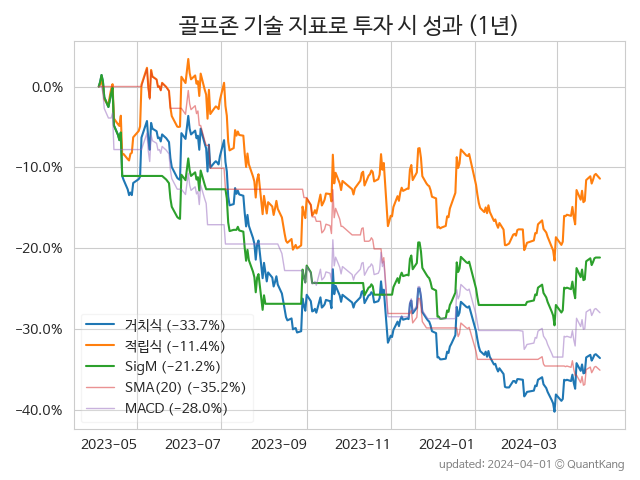 골프존 기술 지표로 투자 시 성과 (1년)
0.0%
−10.0%
−20.0%
−30.0%
−40.0%
거치식 (−33.7%)
적립식 (−11.4%)
SigM (−21.2%)
SMA(20) (−35.2%)
MACD (−28.0%)
2023-05 2023-07 2023-09 2023-11 2024-01 2024-03
updated: 2024-04-01 © QuantKang